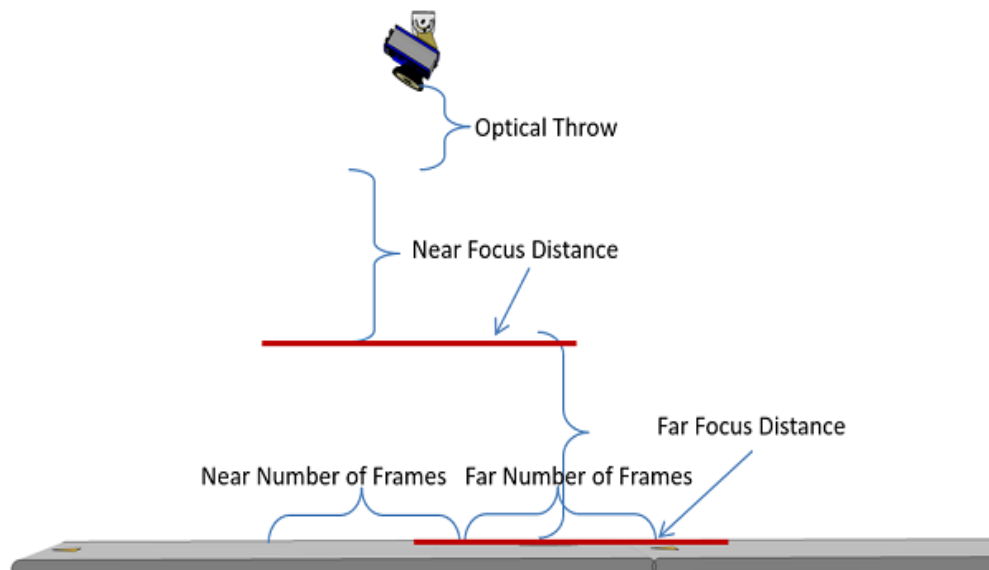 Optical Throw
Near Focus Distance
Far Focus Distance
Near Number of Frames
Far Number of Frames